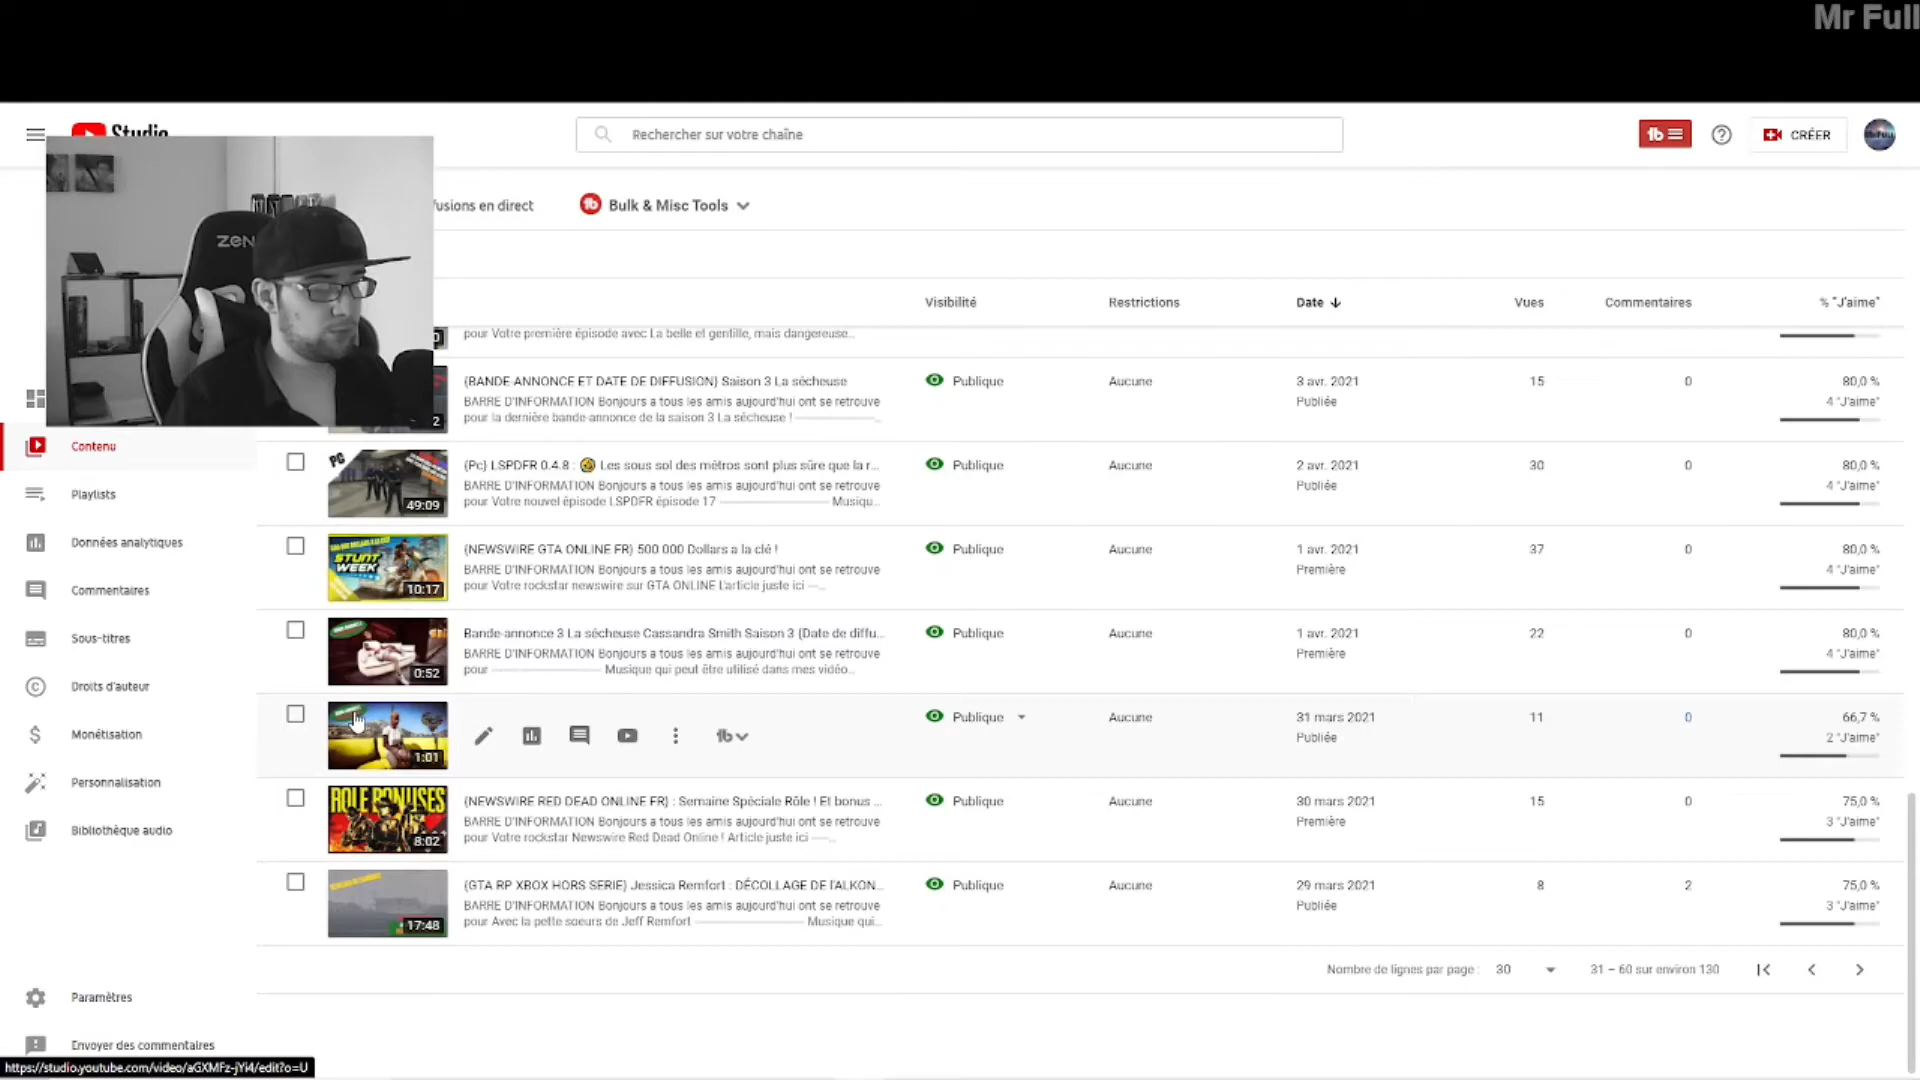 Mr Full
Studio
Rechercher sur votre chaîne
CRÉER
fusions en direct
Bulk & Misc Tools
ZEN
Visibilité
Restrictions
Date
Vues
Commentaires
% "J'aime"
pour Votre première épisode avec La belle et gentille, mais dangereuse...
(BANDE-ANNONCE ET DATE DE DIFFUSION) Saison 3 La sécheuse
BARRE D'INFORMATION Bonjours a tous les amis aujourd'hui ont se retrouve
pour la dernière bande-annonce de la saison 3 La sécheuse !
Publique
Aucune
3 avr. 2021
Publiée
15
0
80,0 %
4 "J'aime"
PC
49:09
(Pc) LSPDFR 0.4.8 : Les sous sol des métros sont plus sûre que la r...
BARRE D'INFORMATION Bonjours a tous les amis aujourd'hui ont se retrouve
pour Votre nouvel épisode LSPDFR épisode 17 Musiqu...
Publique
Aucune
2 avr. 2021
Publiée
30
0
80,0 %
4 "J'aime"
STUNT
WEEK
10:17
(NEWSWIRE GTA ONLINE FR) 500 000 Dollars a la clé !
BARRE D'INFORMATION Bonjours a tous les amis aujourd'hui ont se retrouve
pour Votre rockstar newswire sur GTA ONLINE L'article juste ici ---...
Publique
Aucune
1 avr. 2021
Première
37
0
80,0 %
4 "J'aime"
0:52
Bande-annonce 3 La sécheuse Cassandra Smith Saison 3 (Date de diffu...
BARRE D'INFORMATION Bonjours a tous les amis aujourd'hui ont se retrouve
pour Musique qui peut être utilisé dans mes vidéo...
Publique
Aucune
1 avr. 2021
Première
22
0
80,0 %
4 "J'aime"
1:01
Publique
Aucune
31 mars 2021
Publiée
11
0
66,7 %
2 "J'aime"
ROLE BONUSES
8:02
(NEWSWIRE RED DEAD ONLINE FR) : Semaine Spéciale Rôle ! Et bonus ...
BARRE D'INFORMATION Bonjours a tous les amis aujourd'hui ont se retrouve
pour Votre rockstar Newswire Red Dead Online ! Article juste ici ----...
Publique
Aucune
30 mars 2021
Première
15
0
75,0 %
3 "J'aime"
17:48
(GTA RP XBOX HORS SERIE) Jessica Remfort : DÉCOLLAGE DE l'ALKON...
BARRE D'INFORMATION Bonjours a tous les amis aujourd'hui ont se retrouve
pour Avec la pette soeurs de Jeff Remfort Musique qui...
Publique
Aucune
29 mars 2021
Publiée
8
2
75,0 %
3 "J'aime"
Nombre de lignes par page :
30
31 – 60 sur environ 130
Contenu
Playlists
Données analytiques
Commentaires
Sous-titres
Droits d'auteur
Monétisation
Personnalisation
Bibliothèque audio
Paramètres
Envoyer des commentaires
https://studio.youtube.com/video/aGXMFz-jYi4/edit?o=U